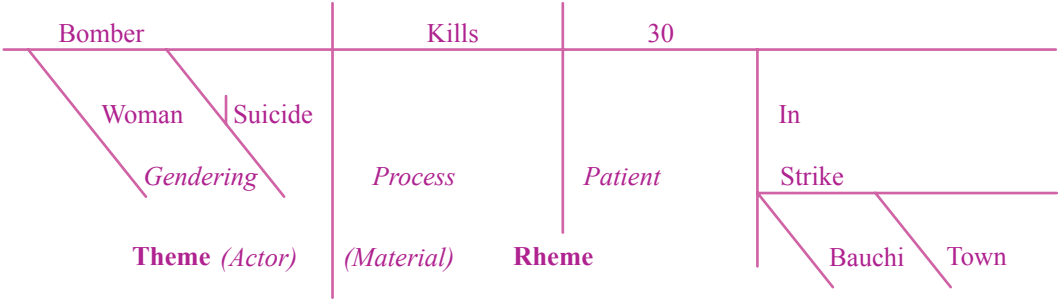 Bomber Kills 30
Woman Suicide In
Gendering Process Patient Strike
Theme (Actor) (Material) Rheme Bauchi Town